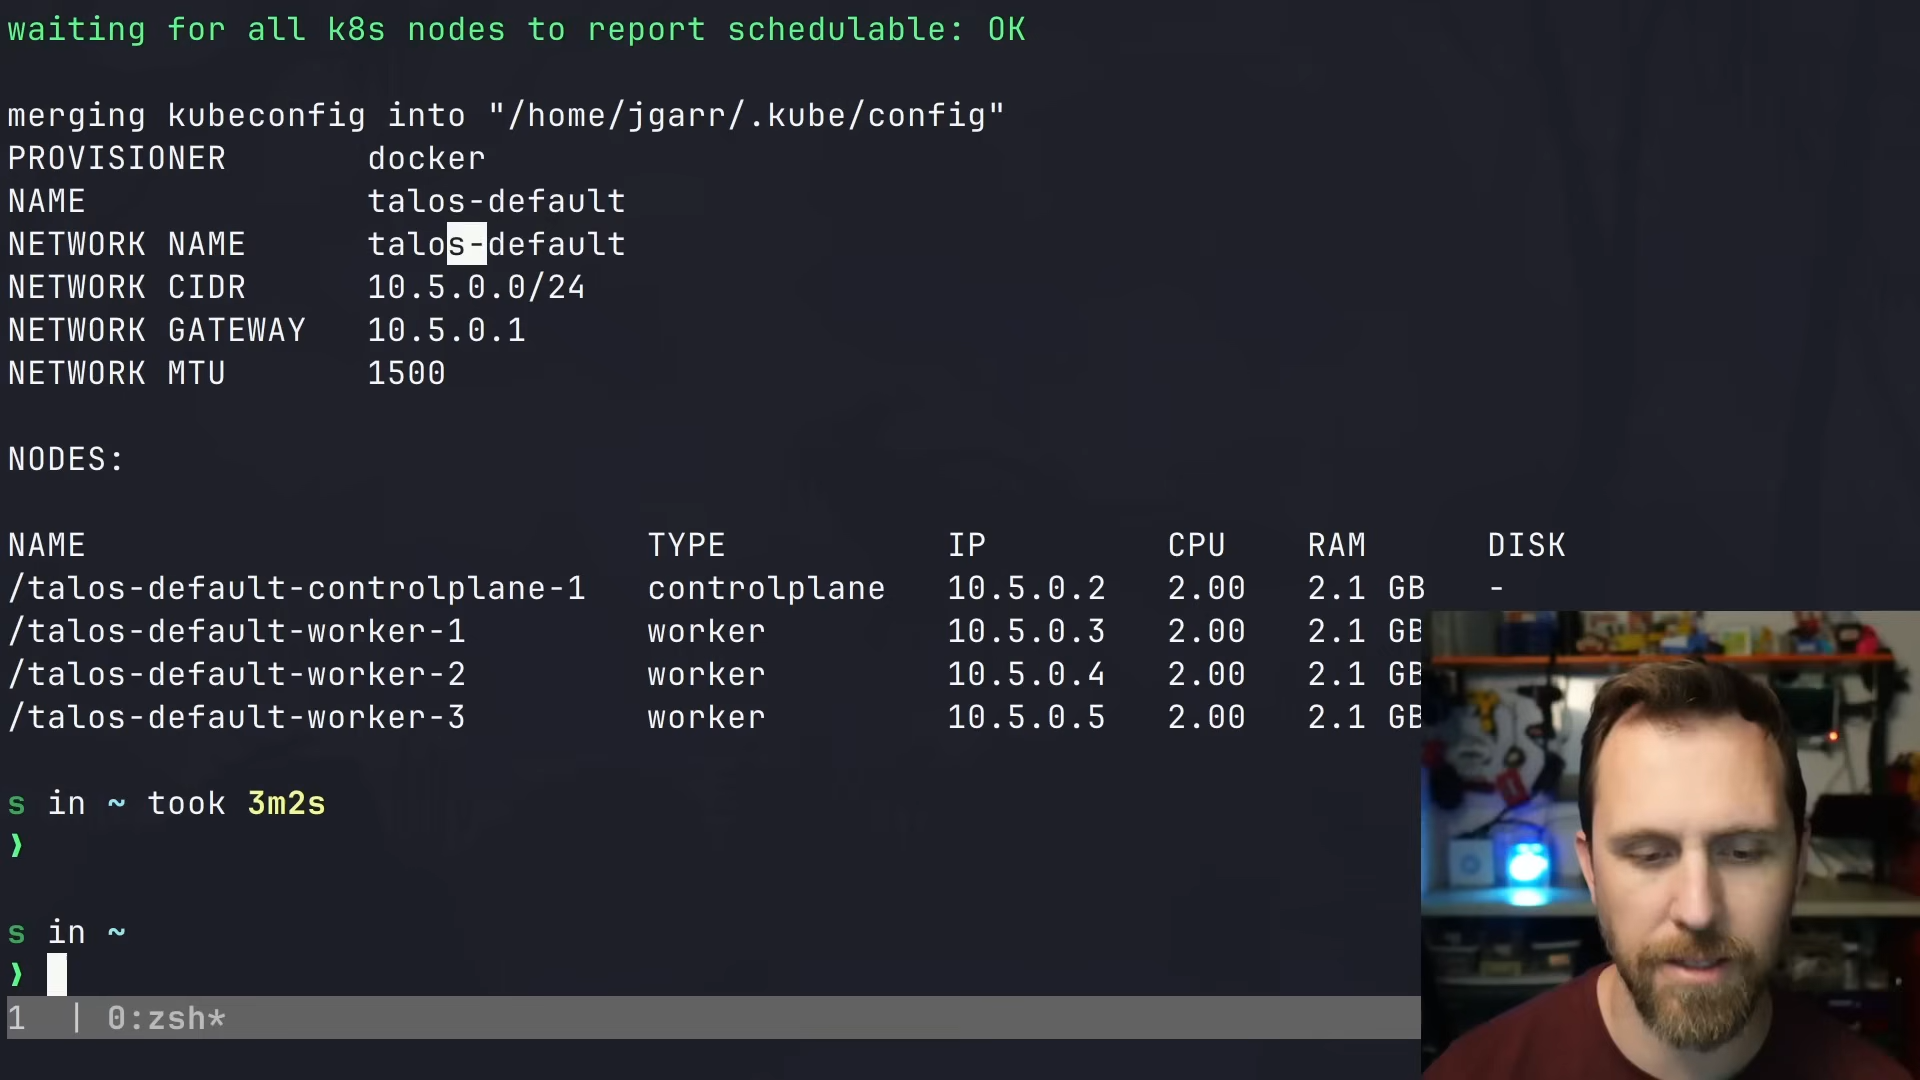 waiting for all k8s nodes to report schedulable: OK
merging kubeconfig into "/home/jgarr/.kube/config"
PROVISIONER docker
NAME talos-default
NETWORK NAME talos-default
NETWORK CIDR 10.5.0.0/24
NETWORK GATEWAY 10.5.0.1
NETWORK MTU 1500
NODES:
NAME TYPE IP CPU RAM DISK
/talos-default-controlplane-1 controlplane 10.5.0.2 2.00 2.1 GB -
/talos-default-worker-1 worker 10.5.0.3 2.00 2.1 GB
/talos-default-worker-2 worker 10.5.0.4 2.00 2.1 GB
/talos-default-worker-3 worker 10.5.0.5 2.00 2.1 GB
s in ~ took 3m2s
❯
s in ~
❯
1 | 0:zsh*